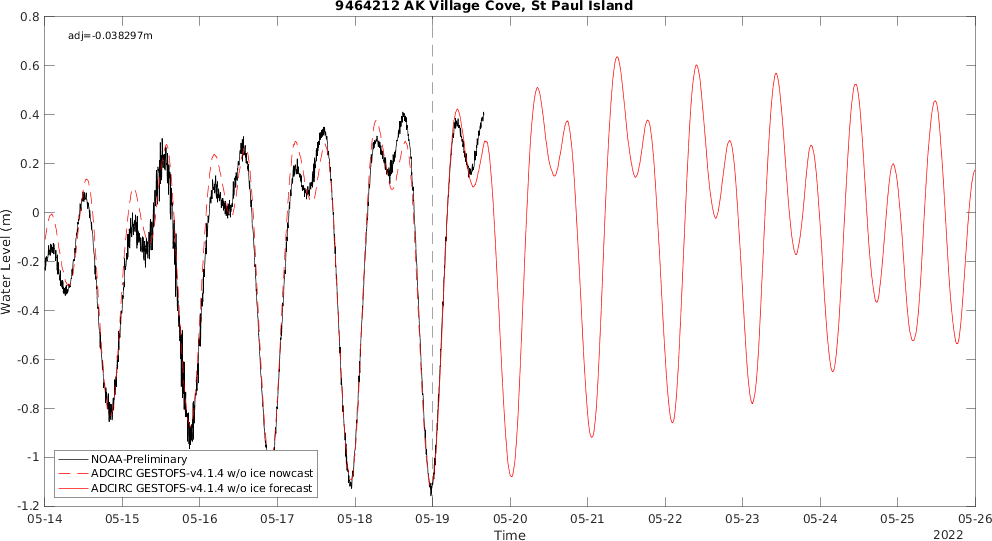 9464212 AK Village Cove, St Paul Island
adj=-0.038297m
0.8
0.6
0.4
0.2
0
-0.2
-0.4
-0.6
-0.8
-1
-1.2
Water Level (m)
NOAA-Preliminary
ADCIRC GESTOFS-v4.1.4 w/o ice nowcast
ADCIRC GESTOFS-v4.1.4 w/o ice forecast
05-14 05-15 05-16 05-17 05-18 05-19 05-20 05-21 05-22 05-23 05-24 05-25 05-26
Time
2022